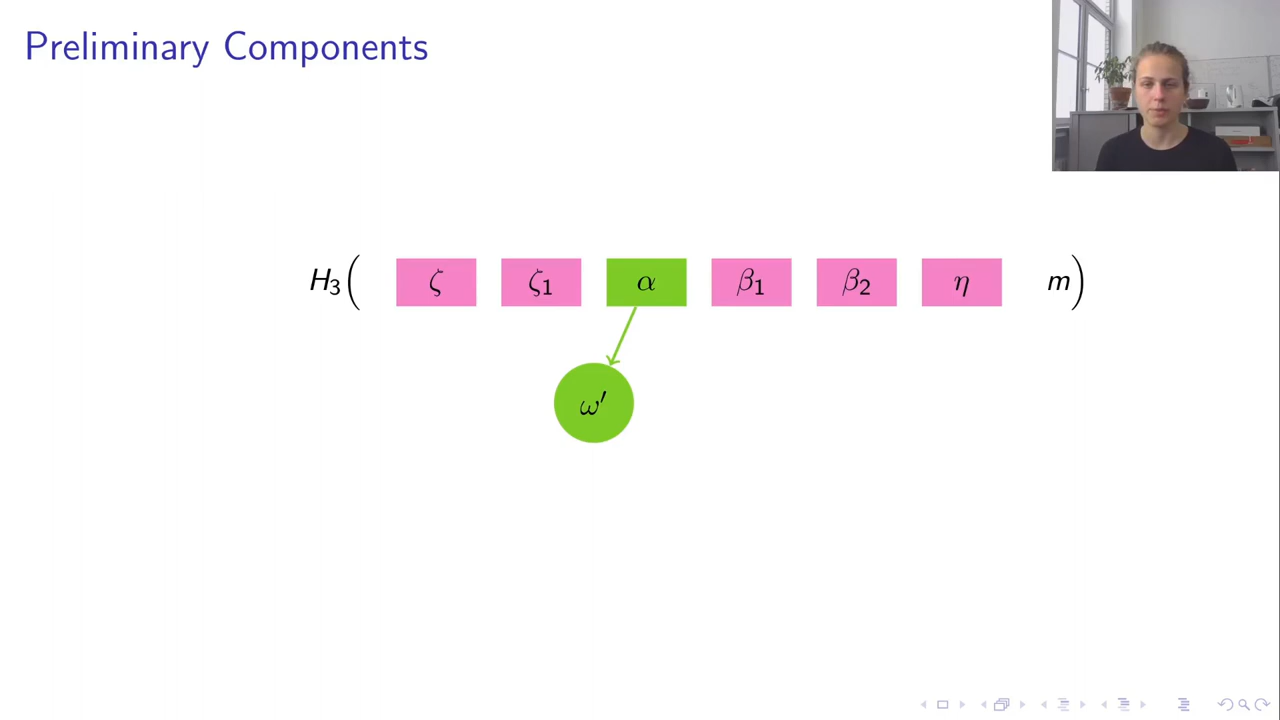 Preliminary Components
H₃( ζ ζ₁ α β₁ β₂ η m)
ω′